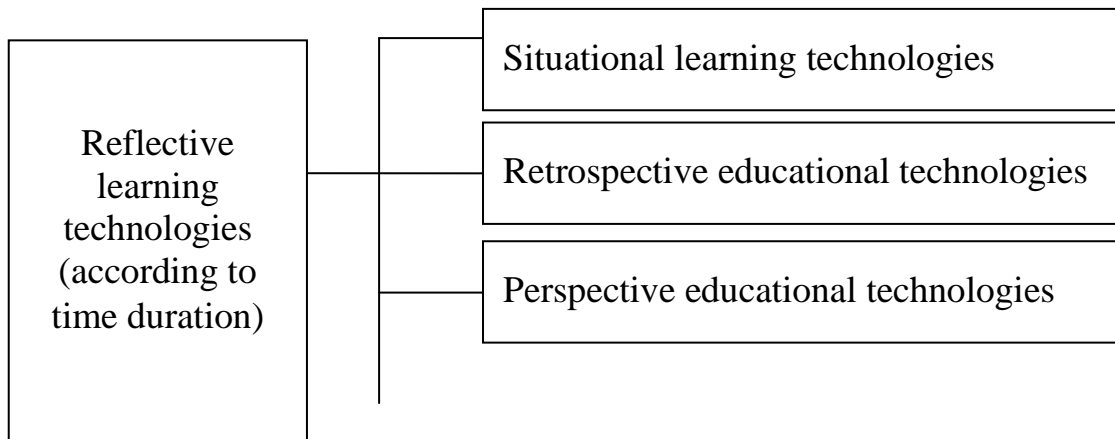 Reflective
learning
technologies
(according to
time duration)
Situational learning technologies
Retrospective educational technologies
Perspective educational technologies